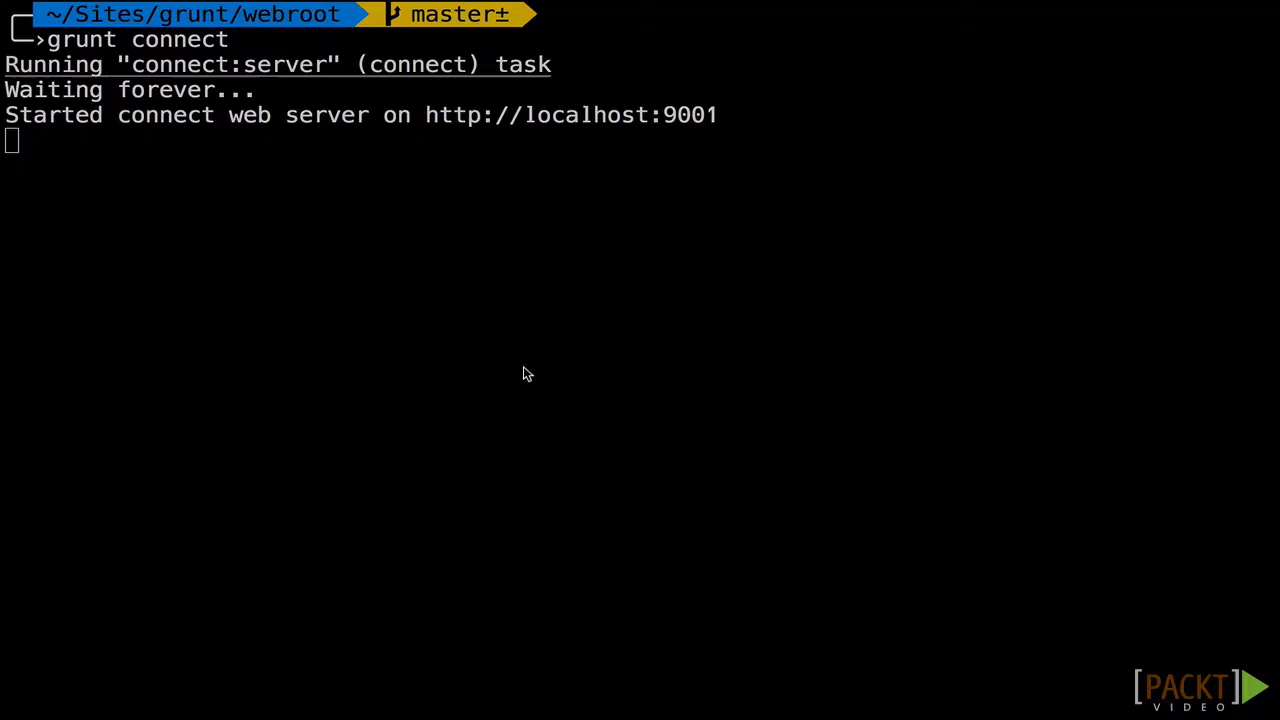 ~/Sites/grunt/webroot master±
›grunt connect
Running "connect:server" (connect) task
Waiting forever...
Started connect web server on http://localhost:9001
[PACKT]
VIDEO